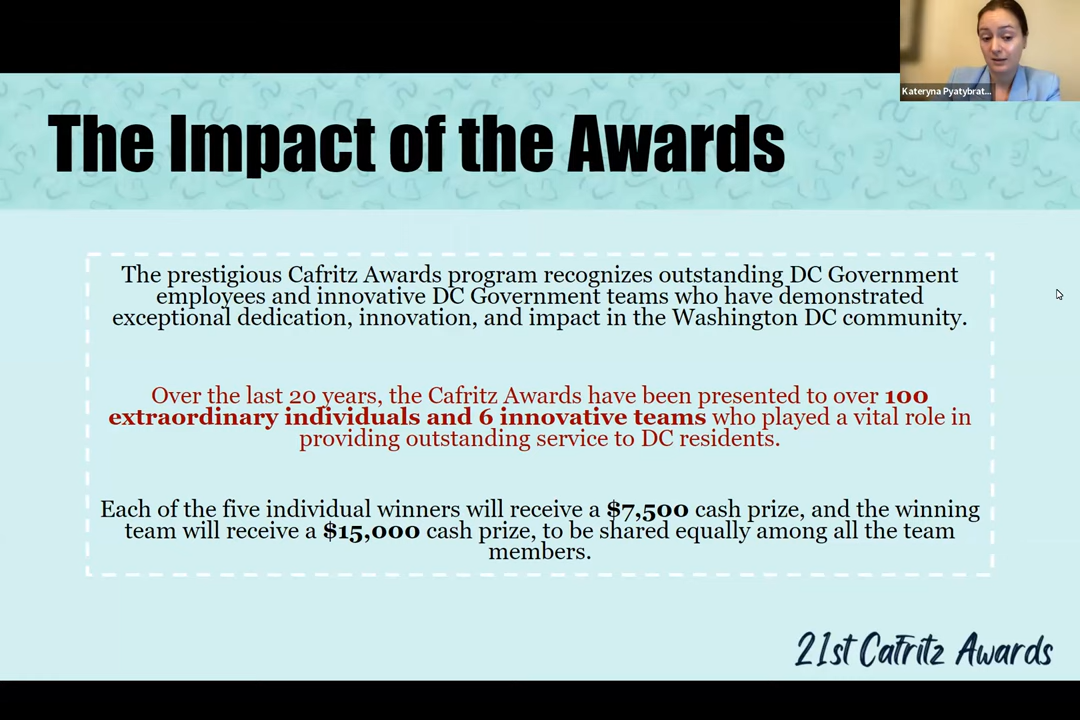 Kateryna Pyatybrat...
The Impact of the Awards
The prestigious Cafritz Awards program recognizes outstanding DC Government
employees and innovative DC Government teams who have demonstrated
exceptional dedication, innovation, and impact in the Washington DC community.
Over the last 20 years, the Cafritz Awards have been presented to over 100
extraordinary individuals and 6 innovative teams who played a vital role in
providing outstanding service to DC residents.
Each of the five individual winners will receive a $7,500 cash prize, and the winning
team will receive a $15,000 cash prize, to be shared equally among all the team
members.
21st Cafritz Awards